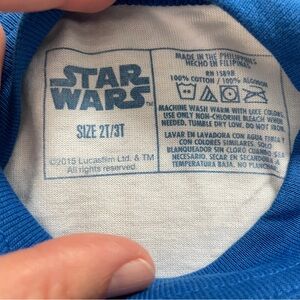 STAR
WARS
™
SIZE 2T/3T
©2015 Lucasfilm Ltd. & TM
All rights reserved.
MADE IN THE PHILIPPINES
HECHO EN FILIPINAS
RN 15898
100% COTTON / 100% ALGODON
MACHINE WASH WARM WITH LIKE COLORS
USE ONLY NON-CHLORINE BLEACH WHEN
NEEDED. TUMBLE DRY LOW. DO NOT IRON.
LAVAR EN LAVADORA CON AGUA TIBIA Y
CON COLORES SIMILARES. SOLO
BLANQUEADOR SIN CLORO CUANDO SEA
NECESARIO. SECAR EN SECADORA A
TEMPERATURA BAJA. NO PLANCHAR.